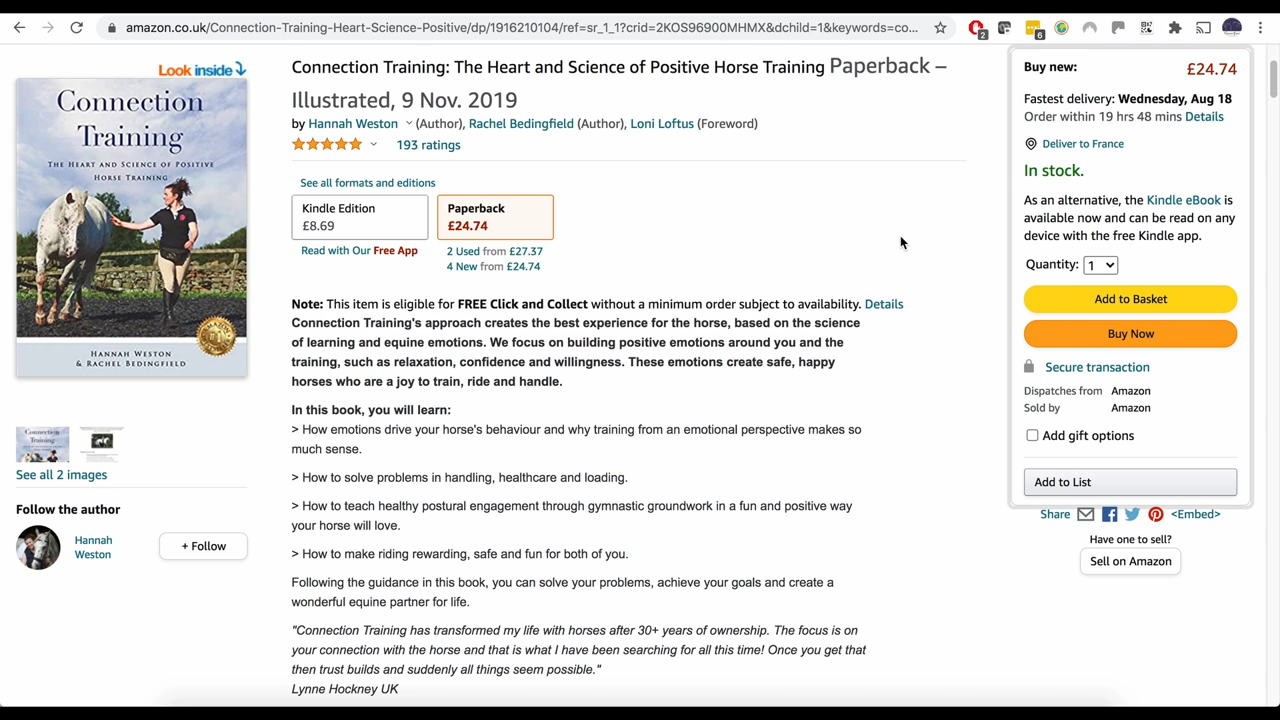 amazon.co.uk/Connection-Training-Heart-Science-Positive/dp/1916210104/ref=sr_1_1?crid=2KOS96900MHMX&dchild=1&keywords=co...
2
6
Look inside
Connection
Training
THE HEART AND SCIENCE OF POSITIVE
HORSE TRAINING
HANNAH WESTON
& RACHEL BEDINGFIELD
See all 2 images
Follow the author
Hannah
Weston
+ Follow
Connection Training: The Heart and Science of Positive Horse Training Paperback –
Illustrated, 9 Nov. 2019
by Hannah Weston (Author), Rachel Bedingfield (Author), Loni Loftus (Foreword)
193 ratings
See all formats and editions
Kindle Edition
£8.69
Read with Our Free App
Paperback
£24.74
2 Used from £27.37
4 New from £24.74
Note: This item is eligible for FREE Click and Collect without a minimum order subject to availability. Details
Connection Training's approach creates the best experience for the horse, based on the science
of learning and equine emotions. We focus on building positive emotions around you and the
training, such as relaxation, confidence and willingness. These emotions create safe, happy
horses who are a joy to train, ride and handle.
In this book, you will learn:
> How emotions drive your horse's behaviour and why training from an emotional perspective makes so
much sense.
> How to solve problems in handling, healthcare and loading.
> How to teach healthy postural engagement through gymnastic groundwork in a fun and positive way
your horse will love.
> How to make riding rewarding, safe and fun for both of you.
Following the guidance in this book, you can solve your problems, achieve your goals and create a
wonderful equine partner for life.
"Connection Training has transformed my life with horses after 30+ years of ownership. The focus is on
your connection with the horse and that is what I have been searching for all this time! Once you get that
then trust builds and suddenly all things seem possible."
Lynne Hockney UK
Buy new: £24.74
Fastest delivery: Wednesday, Aug 18
Order within 19 hrs 48 mins Details
Deliver to France
In stock.
As an alternative, the Kindle eBook is
available now and can be read on any
device with the free Kindle app.
Quantity: 1
Add to Basket
Buy Now
Secure transaction
Dispatches from Amazon
Sold by Amazon
Add gift options
Add to List
Share <Embed>
Have one to sell?
Sell on Amazon